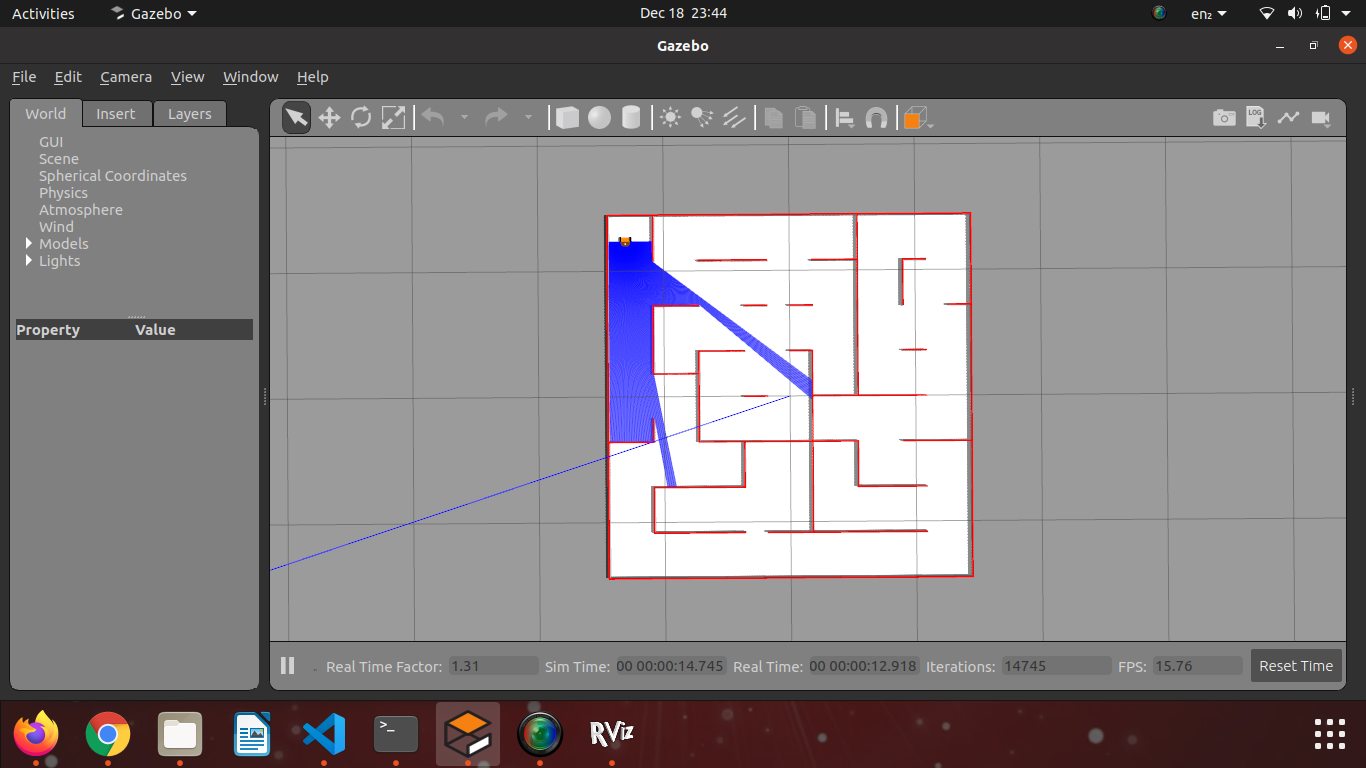 Activities Gazebo Dec 18 23:44 en₂
Gazebo
File Edit Camera View Window Help
World Insert Layers
LOG
GUI
Scene
Spherical Coordinates
Physics
Atmosphere
Wind
Models
Lights
Property Value
Real Time Factor: 1.31 Sim Time: 00 00:00:14.745 Real Time: 00 00:00:12.918 Iterations: 14745 FPS: 15.76 Reset Time
>_
RViz